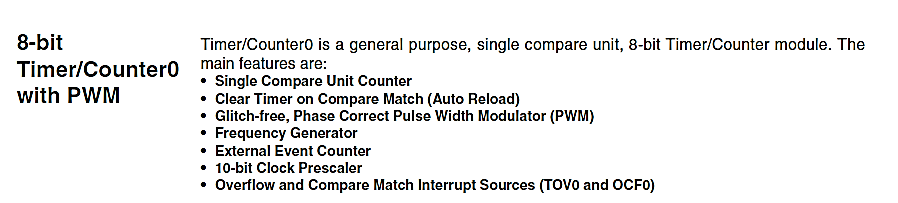 8-bit
Timer/Counter0
with PWM
Timer/Counter0 is a general purpose, single compare unit, 8-bit Timer/Counter module. The
main features are:
• Single Compare Unit Counter
• Clear Timer on Compare Match (Auto Reload)
• Glitch-free, Phase Correct Pulse Width Modulator (PWM)
• Frequency Generator
• External Event Counter
• 10-bit Clock Prescaler
• Overflow and Compare Match Interrupt Sources (TOV0 and OCF0)